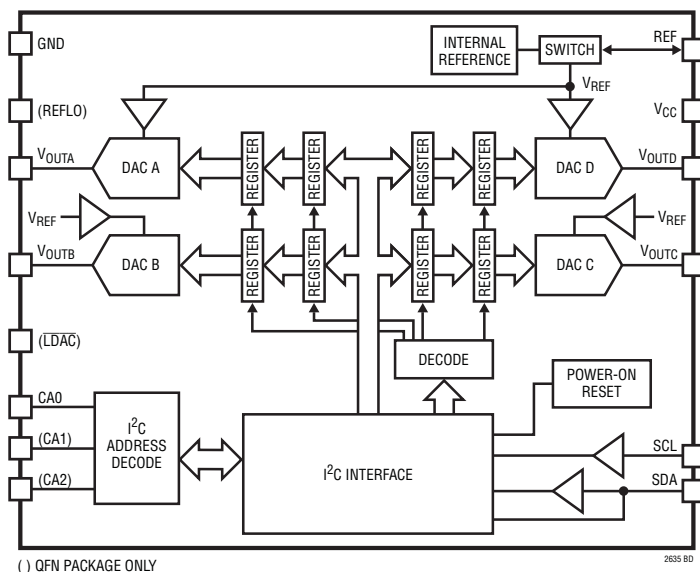 GND
(REFLO)
VOUTA
VREF
VOUTB
(LDAC)
CA0
(CA1)
(CA2)
INTERNAL
REFERENCE
SWITCH
REF
VREF
VCC
DAC A
REGISTER
REGISTER
REGISTER
REGISTER
DAC D
VOUTD
DAC B
REGISTER
REGISTER
REGISTER
REGISTER
DAC C
VREF
VOUTC
DECODE
POWER-ON
RESET
I2C
ADDRESS
DECODE
I2C INTERFACE
SCL
SDA
( ) QFN PACKAGE ONLY
2635 BD